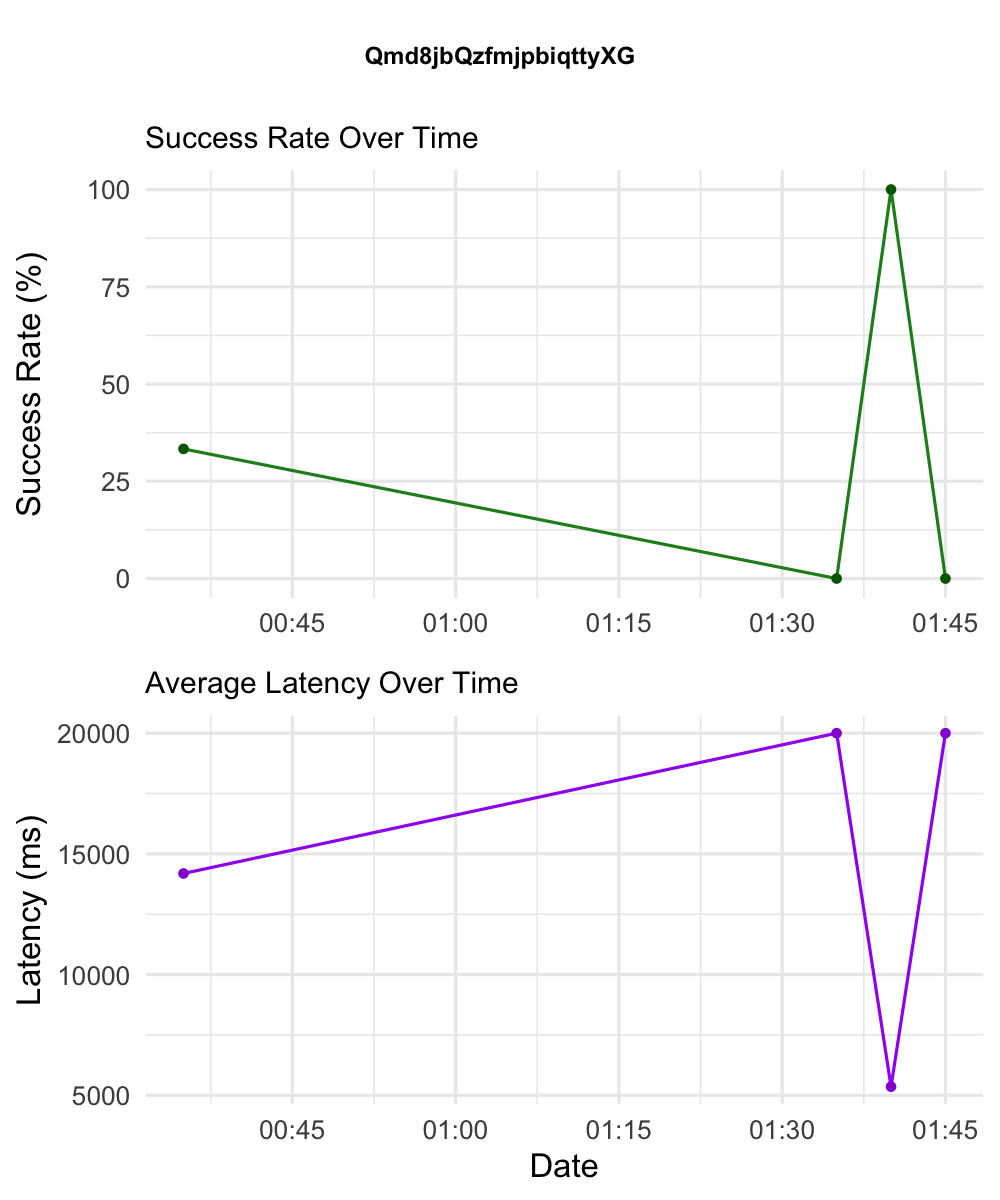 Qmd8jbQzfmjpbiqttyXG
Success Rate Over Time
Success Rate (%)
100
75
50
25
0
00:45 01:00 01:15 01:30 01:45
Average Latency Over Time
Latency (ms)
20000
15000
10000
5000
00:45 01:00 01:15 01:30 01:45
Date